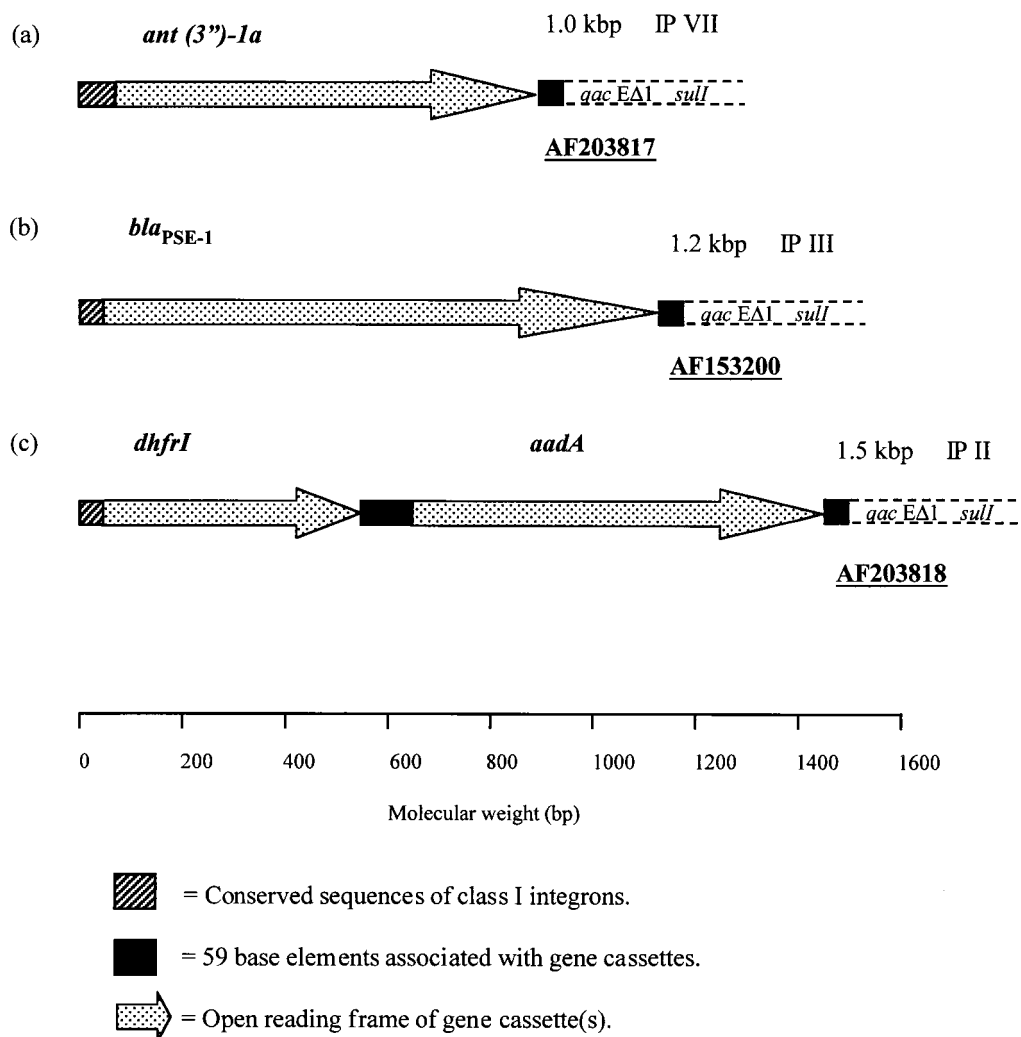 (a) ant (3”)-1a 1.0 kbp IP VII
qac EΔ1 sulI
AF203817
(b) blaPSE-1 1.2 kbp IP III
qac EΔ1 sulI
AF153200
(c) dhfrI aadA 1.5 kbp IP II
qac EΔ1 sulI
AF203818
0 200 400 600 800 1000 1200 1400 1600
Molecular weight (bp)
= Conserved sequences of class I integrons.
= 59 base elements associated with gene cassettes.
= Open reading frame of gene cassette(s).